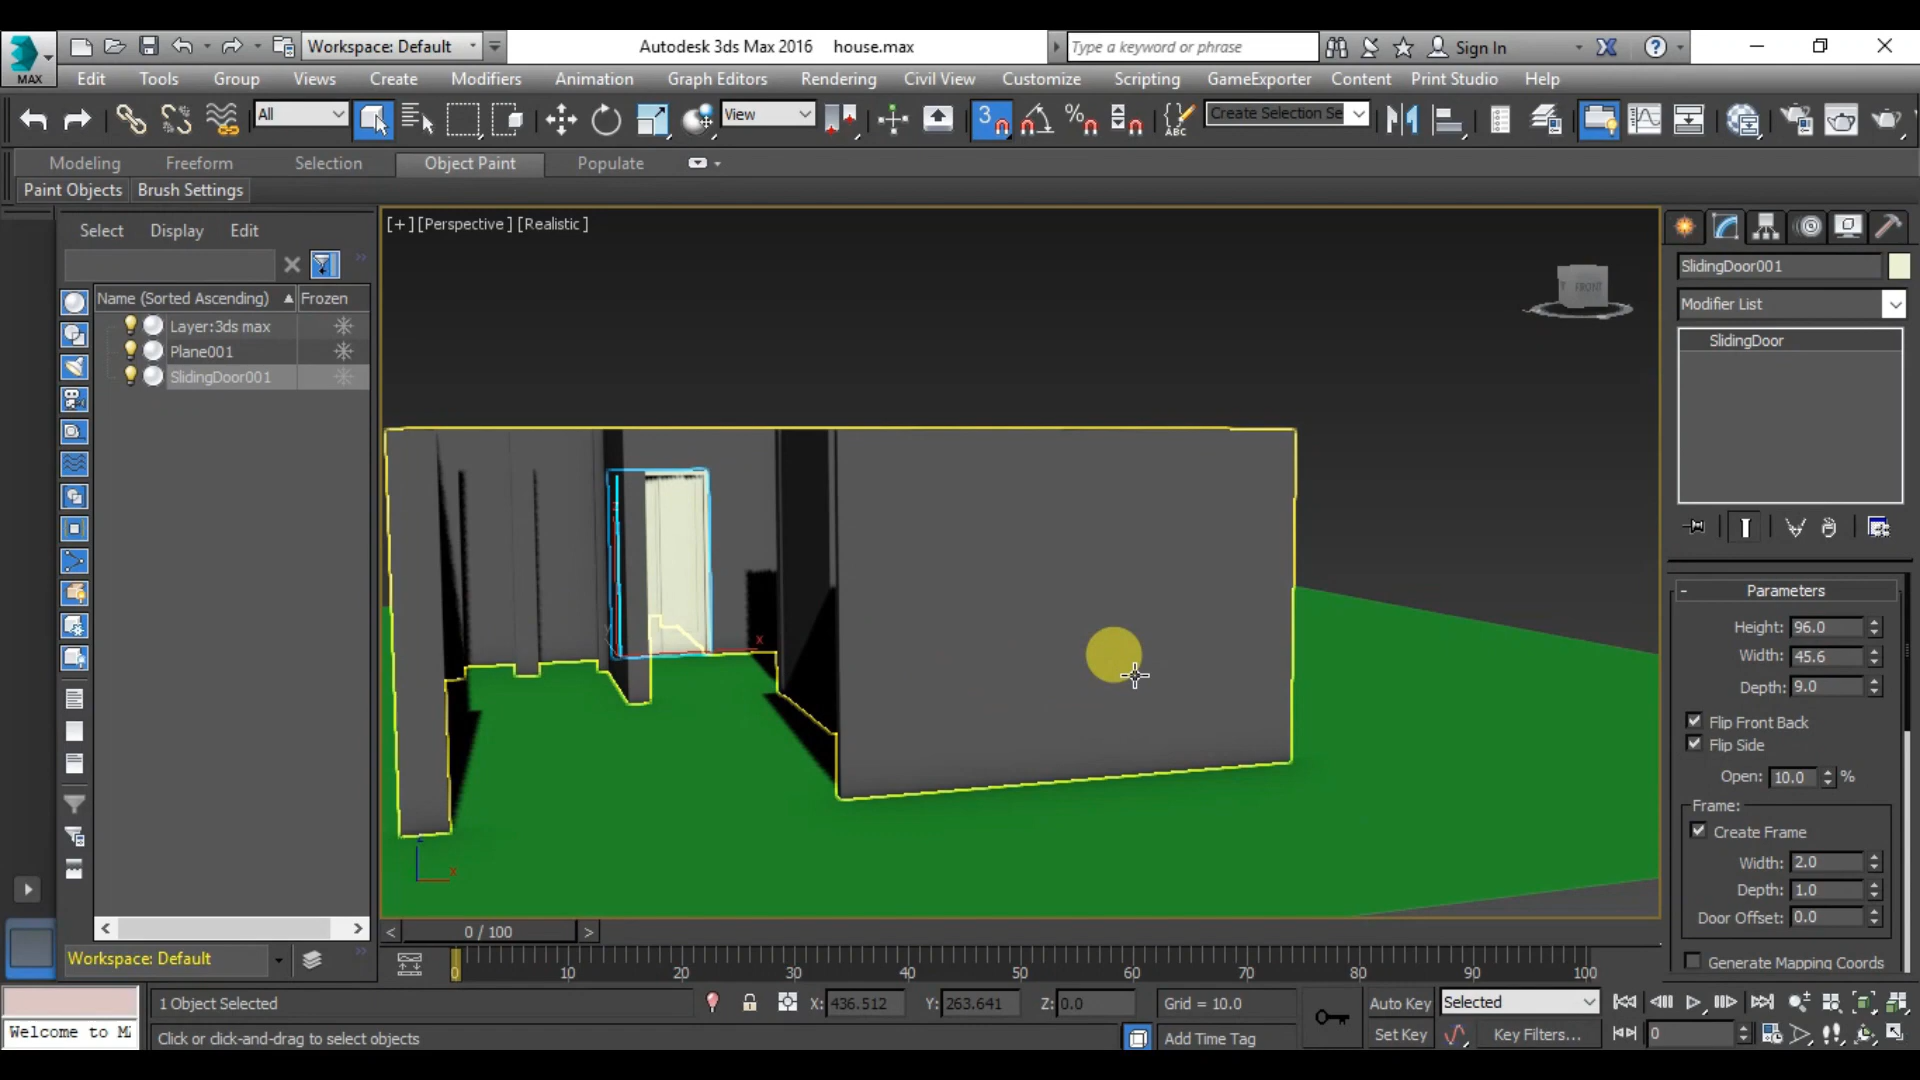 MAX
Workspace: Default
Autodesk 3ds Max 2016 house.max
Type a keyword or phrase
Sign In
Edit Tools Group Views Create Modifiers Animation Graph Editors Rendering Civil View Customize Scripting GameExporter Content Print Studio Help
All
View
3
%
ABC
Create Selection Se
Modeling Freeform Selection Object Paint Populate
Paint Objects Brush Settings
Select Display Edit
Name (Sorted Ascending) Frozen
Layer:3ds max
Plane001
SlidingDoor001
Workspace: Default
[+] [Perspective] [Realistic]
FRONT
x
x
SlidingDoor001
Modifier List
SlidingDoor
Parameters
Height: 96.0
Width: 45.6
Depth: 9.0
Flip Front Back
Flip Side
Open: 10.0 %
Frame:
Create Frame
Width: 2.0
Depth: 1.0
Door Offset: 0.0
Generate Mapping Coords
0 / 100
0 10 20 30 40 50 60 70 80 90 100
1 Object Selected
X: 436.512 Y: 263.641 Z: 0.0
Grid = 10.0
Auto Key Selected
Welcome to
Click or click-and-drag to select objects
Add Time Tag
Set Key Key Filters...
0